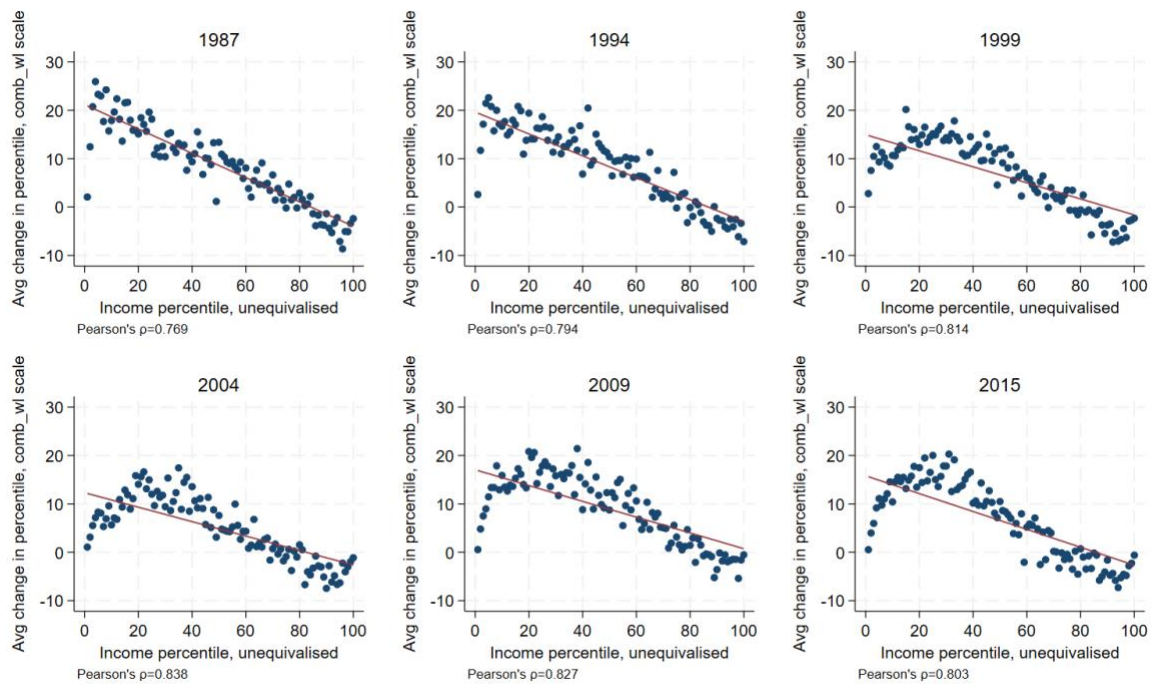 1987
Avg change in percentile, comb_wl scale
30
20
10
0
-10
0 20 40 60 80 100
Income percentile, unequivalised
Pearson's ρ=0.769
1994
Avg change in percentile, comb_wl scale
30
20
10
0
-10
0 20 40 60 80 100
Income percentile, unequivalised
Pearson's ρ=0.794
1999
Avg change in percentile, comb_wl scale
30
20
10
0
-10
0 20 40 60 80 100
Income percentile, unequivalised
Pearson's ρ=0.814
2004
Avg change in percentile, comb_wl scale
30
20
10
0
-10
0 20 40 60 80 100
Income percentile, unequivalised
Pearson's ρ=0.838
2009
Avg change in percentile, comb_wl scale
30
20
10
0
-10
0 20 40 60 80 100
Income percentile, unequivalised
Pearson's ρ=0.827
2015
Avg change in percentile, comb_wl scale
30
20
10
0
-10
0 20 40 60 80 100
Income percentile, unequivalised
Pearson's ρ=0.803